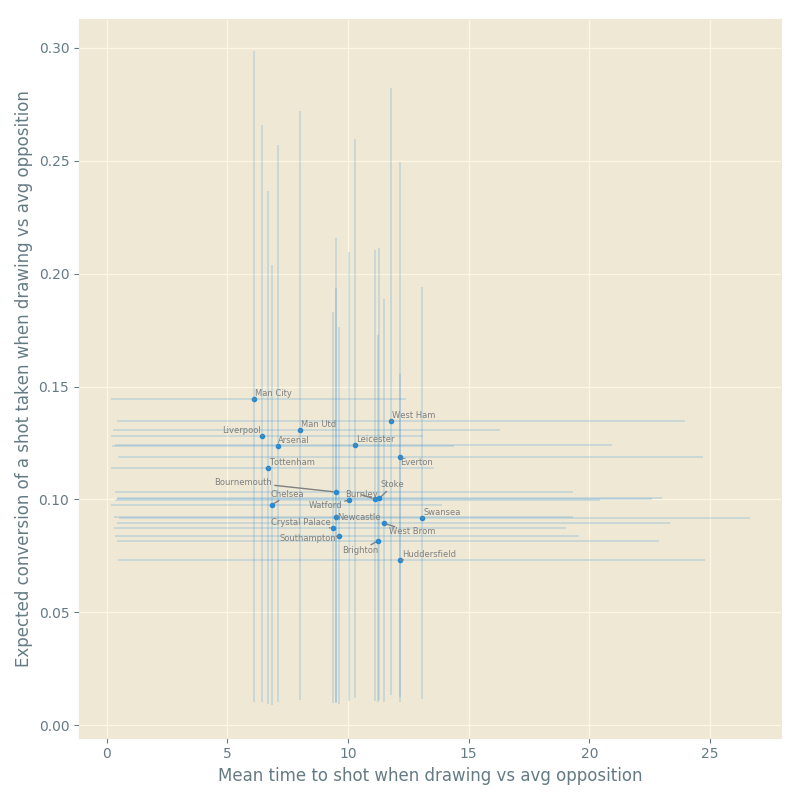 Expected conversion of a shot taken when drawing vs avg opposition
0.30
0.25
0.20
0.15
0.10
0.05
0.00
Man City
West Ham
Man Utd
Liverpool
Arsenal
Leicester
Everton
Tottenham
Bournemouth
Stoke
Chelsea
Burnley
Watford
Swansea
Newcastle
Crystal Palace
West Brom
Southampton
Brighton
Huddersfield
0
5
10
15
20
25
Mean time to shot when drawing vs avg opposition